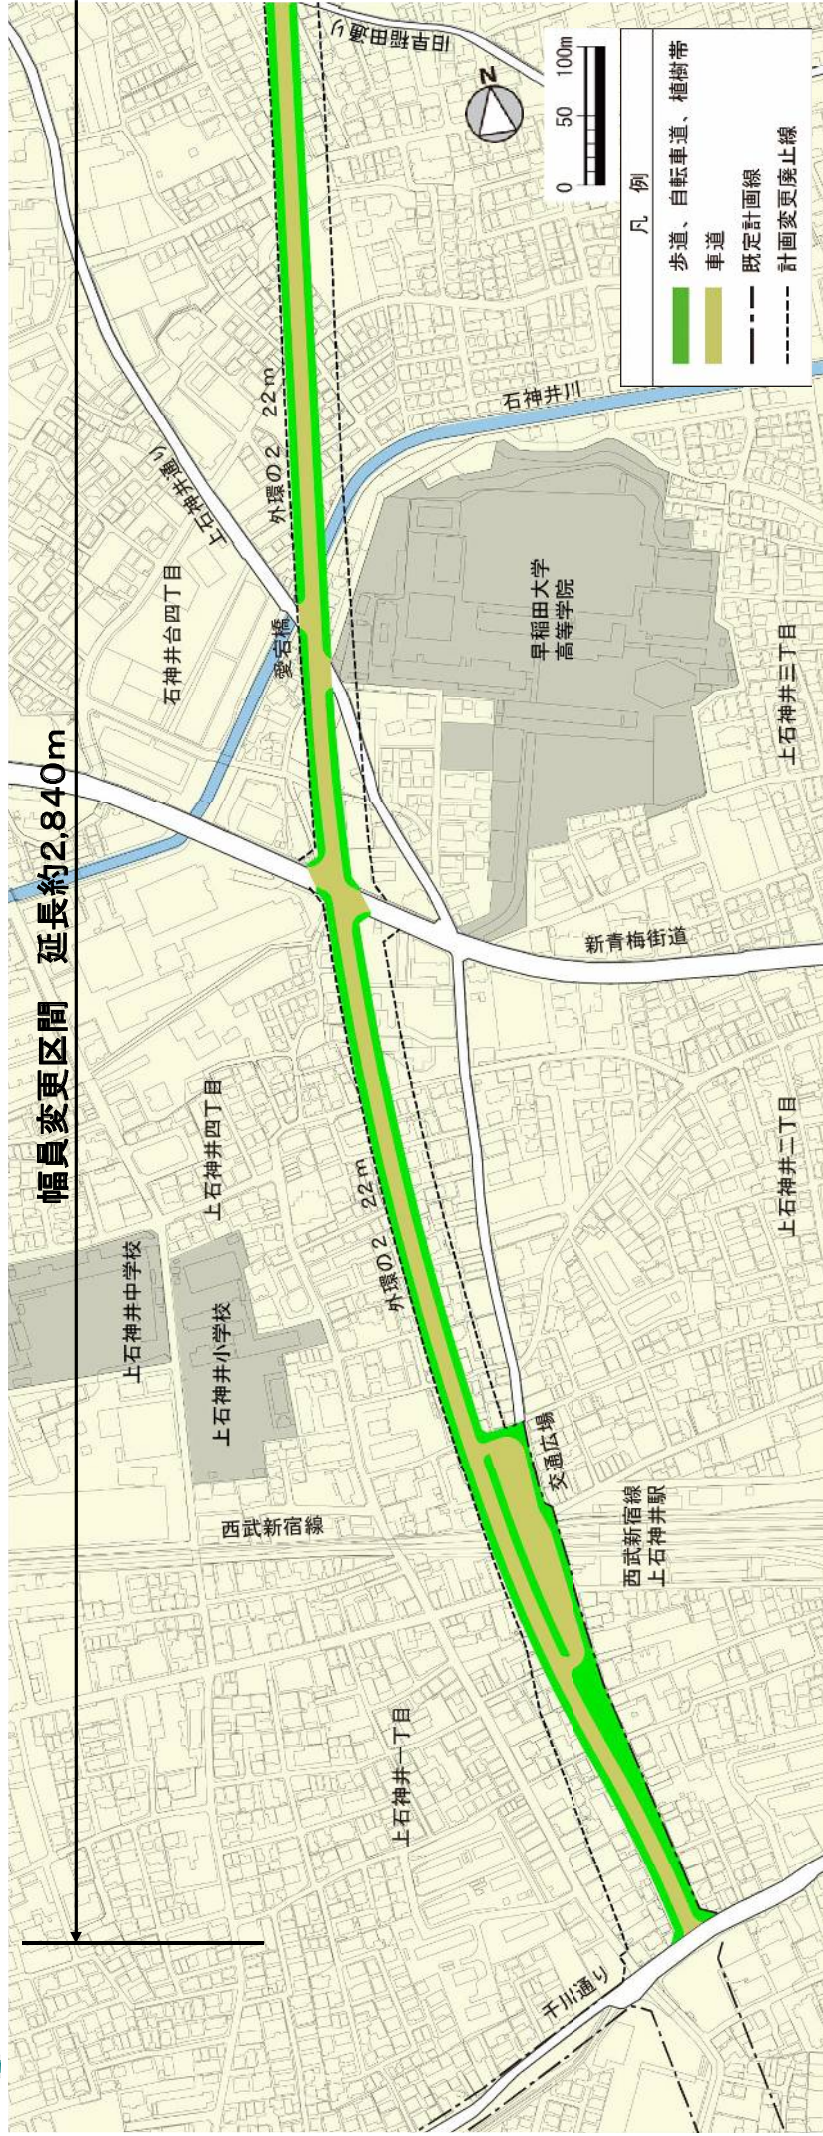 幅員変更区間　延長約2,840m
上石神井中学校
上石神井小学校
西武新宿線
上石神井四丁目
石神井台四丁目
上石神井通り
愛宕橋
外環の2　22m
外環の2　22m
旧早稲田通り
石神井川
早稲田大学
高等学院
上石神井三丁目
新青梅街道
上石神井二丁目
交通広場
西武新宿線
上石神井駅
上石神井一丁目
千川通り
N
0 50 100m
凡　例
歩道、自転車道、植樹帯
車道
既定計画線
計画変更廃止線